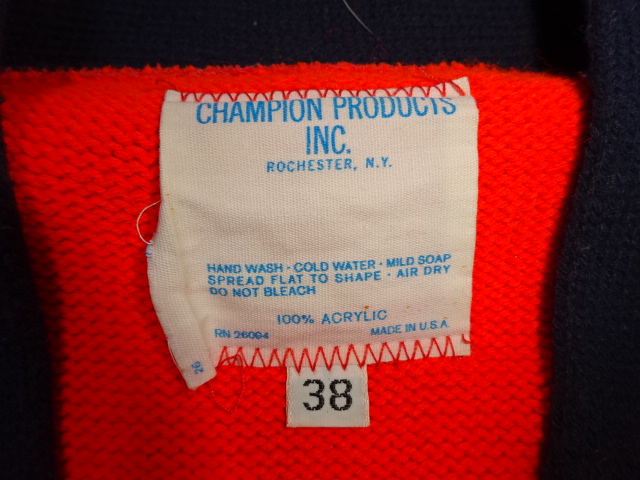 CHAMPION PRODUCTS
INC.
ROCHESTER, N.Y.
HAND WASH · COLD WATER · MILD SOAP
SPREAD FLAT TO SHAPE · AIR DRY
DO NOT BLEACH
100% ACRYLIC
RN 26094 MADE IN U.S.A.
26
38